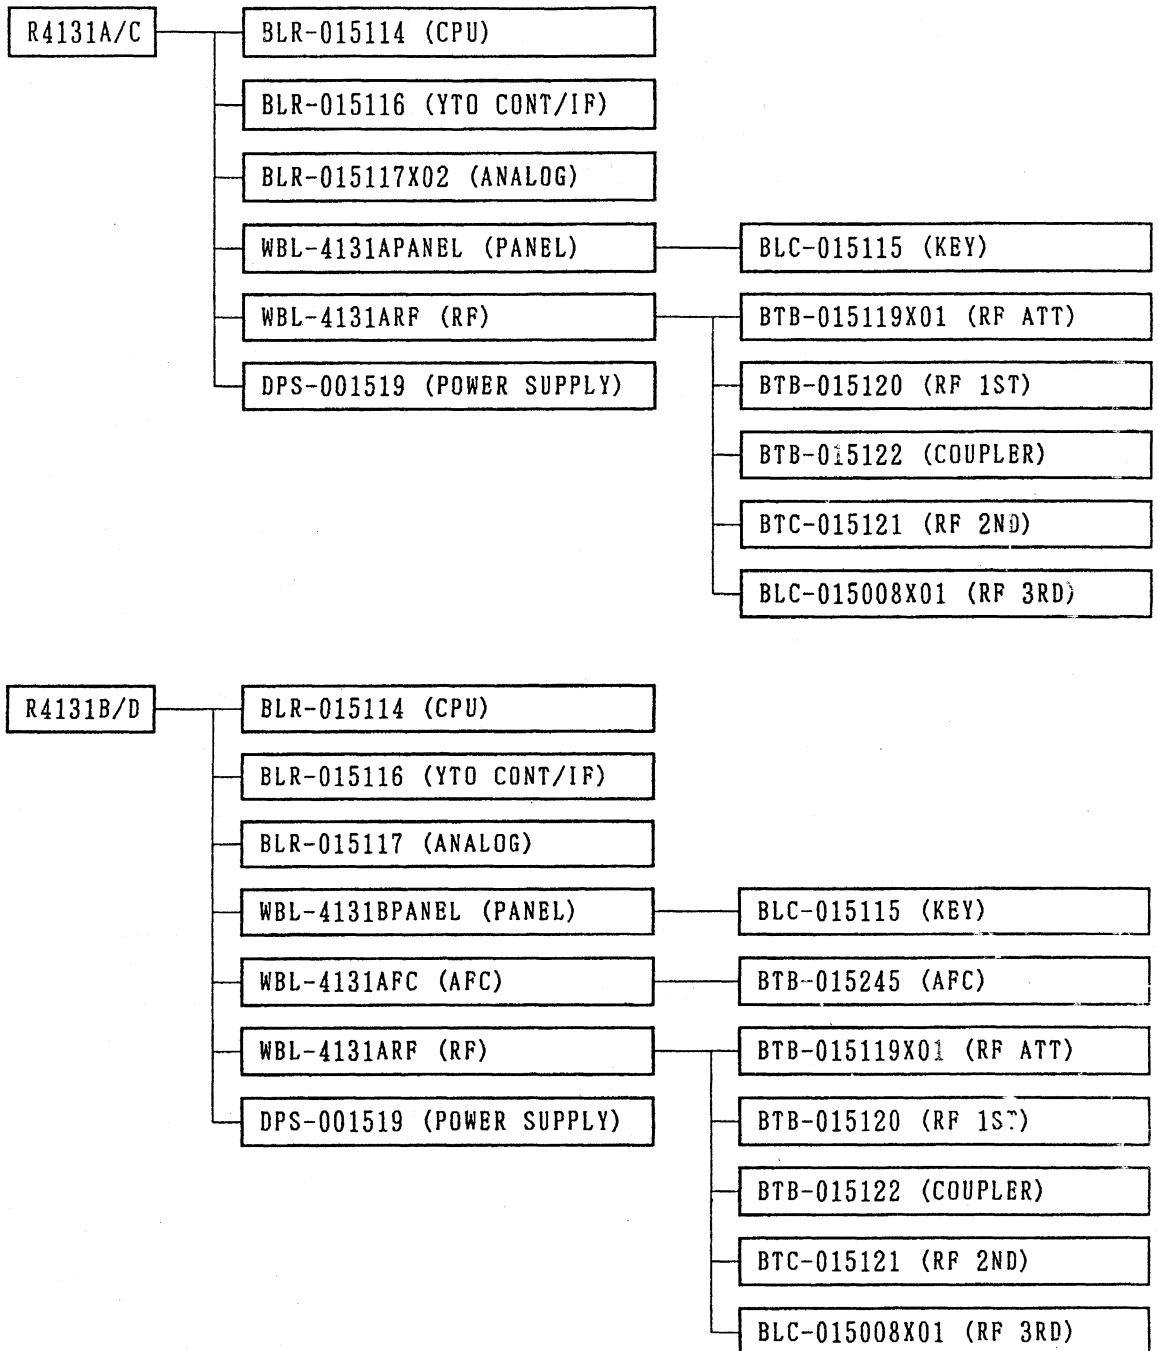 R4131A/C
BLR-015114 (CPU)
BLR-015116 (YTO CONT/IF)
BLR-015117X02 (ANALOG)
WBL-4131APANEL (PANEL)
BLC-015115 (KEY)
WBL-4131ARF (RF)
BTB-015119X01 (RF ATT)
DPS-001519 (POWER SUPPLY)
BTB-015120 (RF 1ST)
BTB-015122 (COUPLER)
BTC-015121 (RF 2ND)
BLC-015008X01 (RF 3RD)
R4131B/D
BLR-015114 (CPU)
BLR-015116 (YTO CONT/IF)
BLR-015117 (ANALOG)
WBL-4131BPANEL (PANEL)
BLC-015115 (KEY)
WBL-4131AFC (AFC)
BTB-015245 (AFC)
WBL-4131ARF (RF)
BTB-015119X01 (RF ATT)
DPS-001519 (POWER SUPPLY)
BTB-015120 (RF 1ST)
BTB-015122 (COUPLER)
BTC-015121 (RF 2ND)
BLC-015008X01 (RF 3RD)